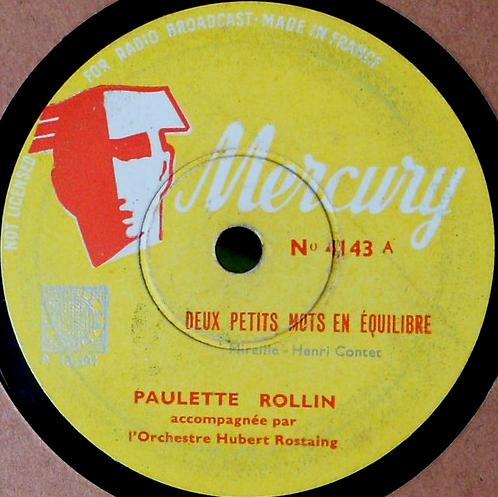 NOT LICENSED FOR RADIO BROADCAST · MADE IN FRANCE
Mercury
No 4143 A
DEUX PETITS MOTS EN ÉQUILIBRE
Mireille - Henri Contet
PAULETTE ROLLIN
accompagnée par
l'Orchestre Hubert Rostaing